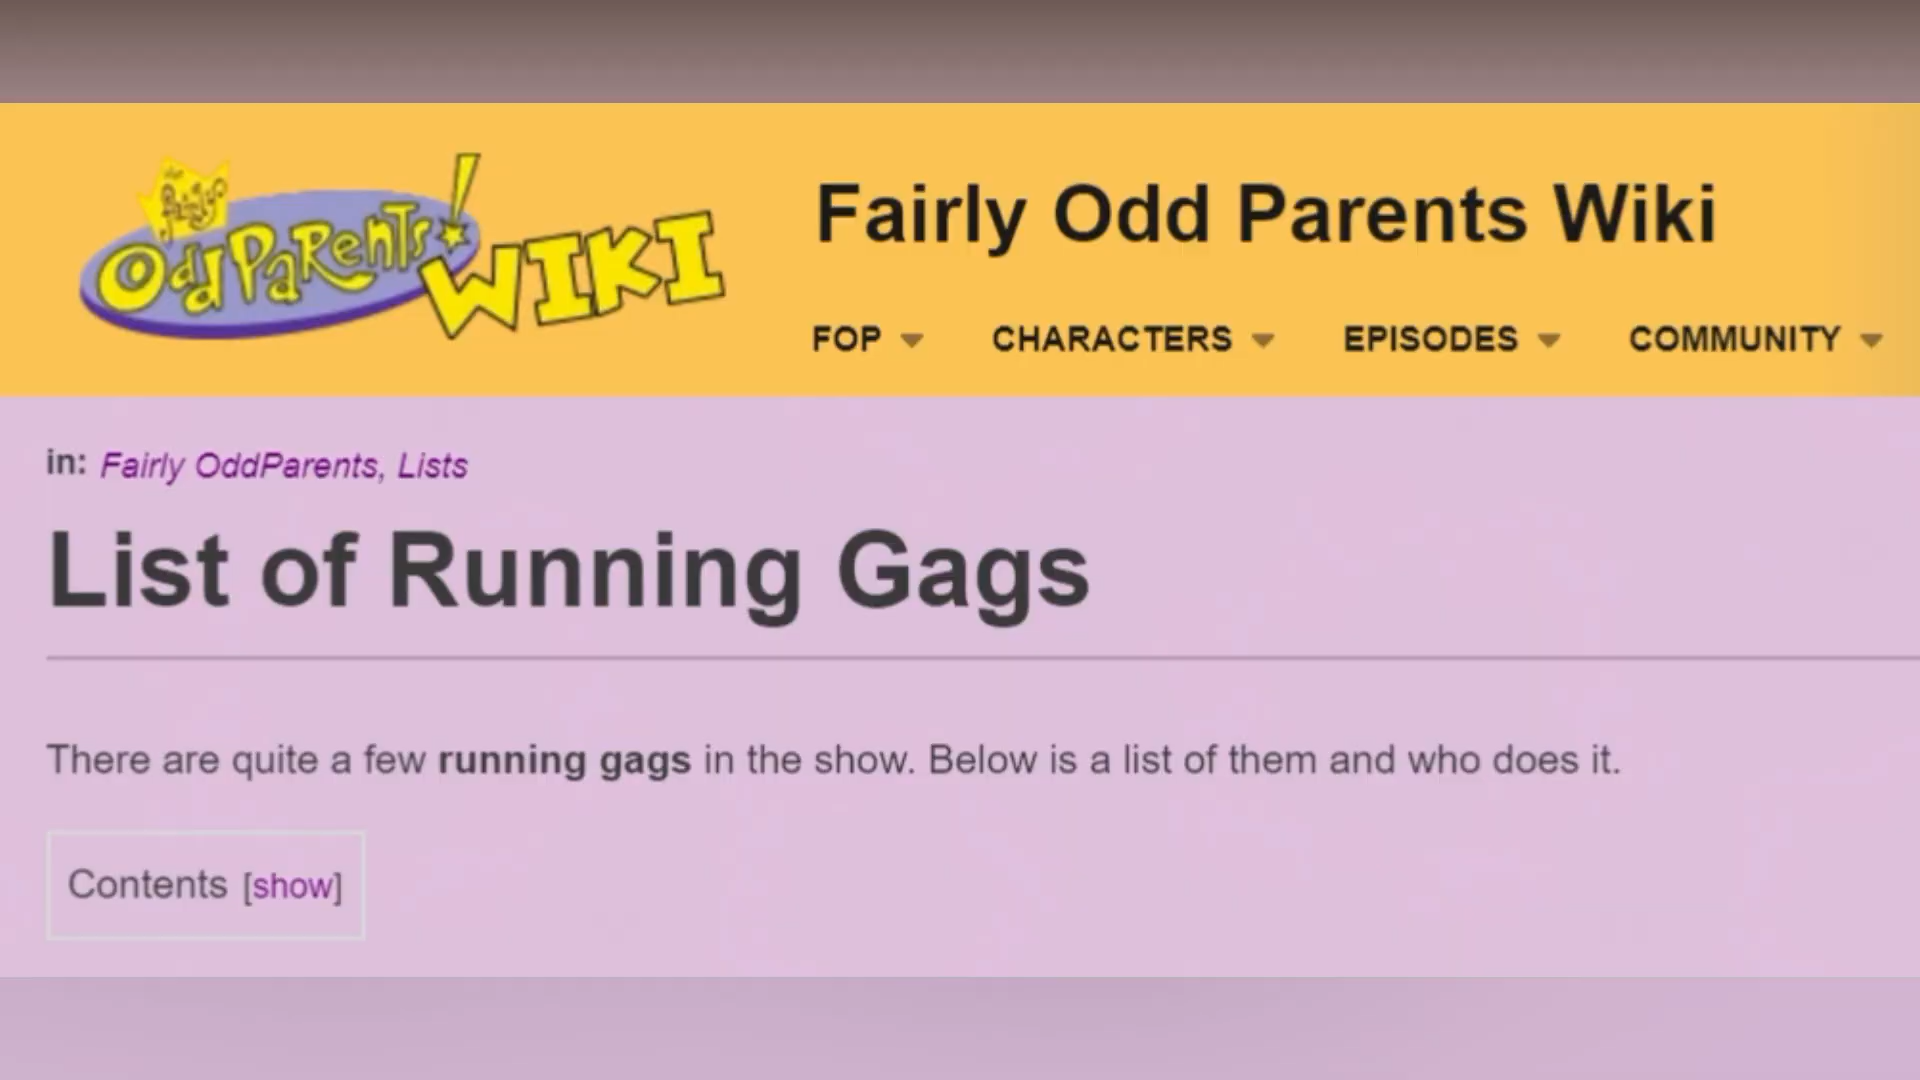 the Fairly
OddParents!
WIKI
Fairly Odd Parents Wiki
FOP CHARACTERS EPISODES COMMUNITY
in: Fairly OddParents, Lists
List of Running Gags
There are quite a few running gags in the show. Below is a list of them and who does it.
Contents [show]